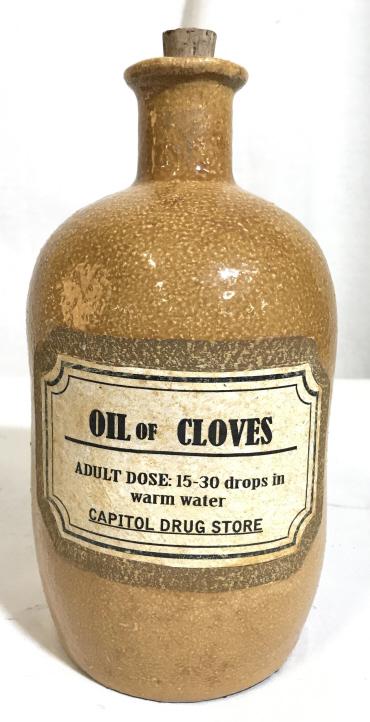 OIL OF CLOVES
ADULT DOSE: 15-30 drops in
warm water
CAPITOL DRUG STORE